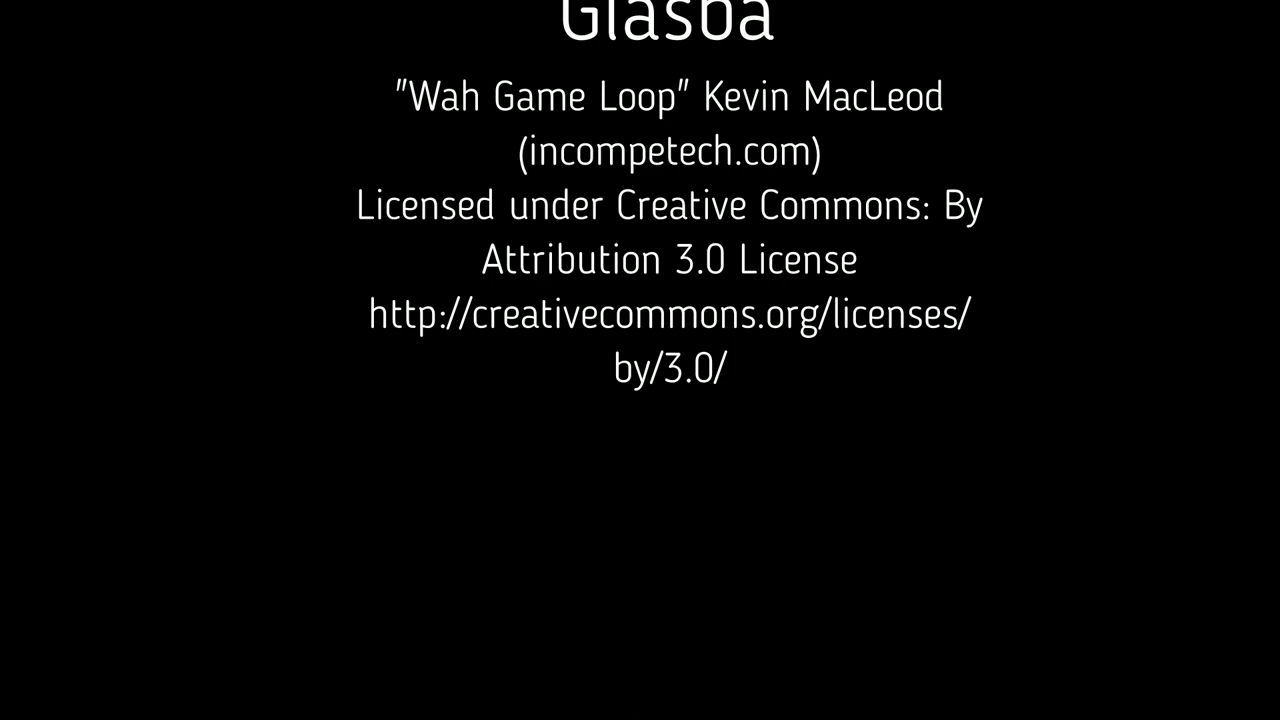 Glasba
"Wah Game Loop" Kevin MacLeod
(incompetech.com)
Licensed under Creative Commons: By
Attribution 3.0 License
http://creativecommons.org/licenses/
by/3.0/